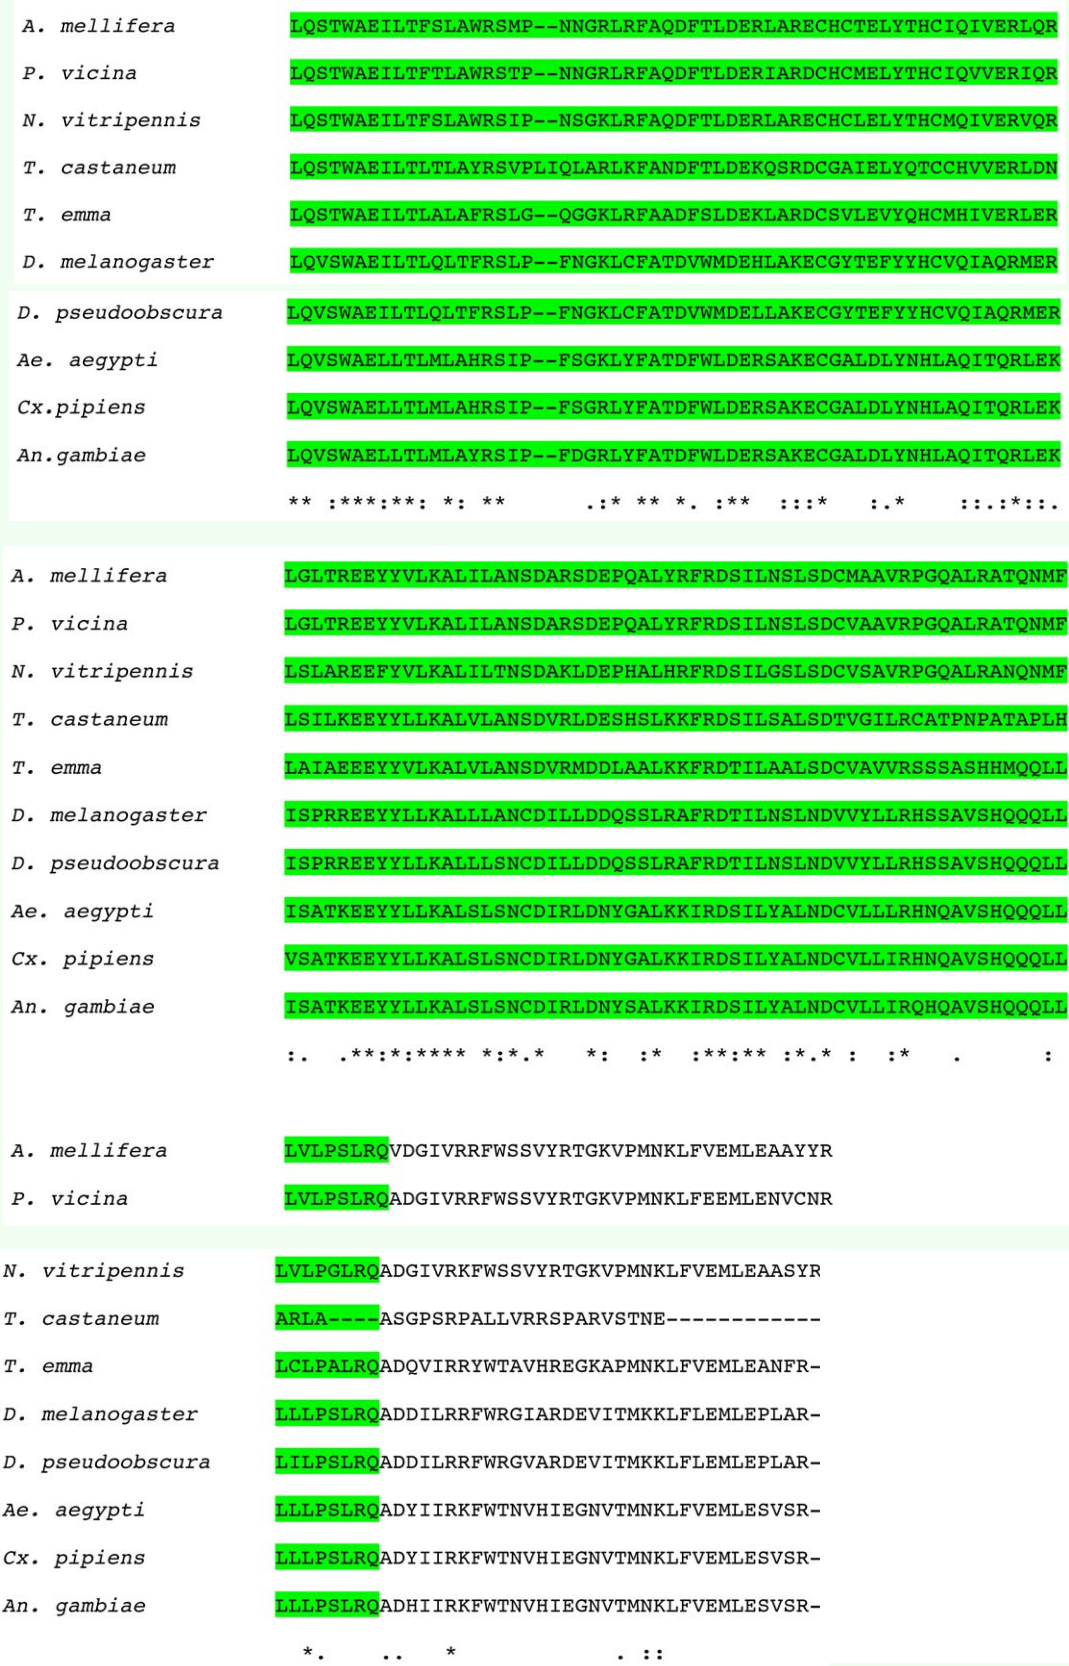 A. mellifera LQSTWAEILTFSLAWRSMP--NNGRLRFAQDFTLDERLARECHCTELYTHCIQIVERLQR
P. vicina LQSTWAEILTFTLAWRSTP--NNGRLRFAQDFTLDERIARDCHCMELYTHCIQVVERIQR
N. vitripennis LQSTWAEILTFSLAWRSIP--NSGKLRFAQDFTLDERLARECHCLELYTHCMQIVERVQR
T. castaneum LQSTWAEILTLTLAYRSVPLIQLARLKFANDFTLDEKQSRDCGAIELYQTCCHVVERLDN
T. emma LQSTWAEILTLALAFRSLG--QGGKLRFAADFSLDEKLARDCSVLEVYQHCMHIVERLER
D. melanogaster LQVSWAEILTLQLTFRSLP--FNGKLCFATDVWMDEHLAKECGYTEFYYHCVQIAQRMER
D. pseudoobscura LQVSWAEILTLQLTFRSLP--FNGKLCFATDVWMDELLAKECGYTEFYYHCVQIAQRMER
Ae. aegypti LQVSWAELLTLMLAHRSIP--FSGKLYFATDFWLDERSAKECGALDLYNHLAQITQRLEK
Cx.pipiens LQVSWAELLTLMLAHRSIP--FSGRLYFATDFWLDERSAKECGALDLYNHLAQITQRLEK
An.gambiae LQVSWAELLTLMLAYRSIP--FDGRLYFATDFWLDERSAKECGALDLYNHLAQITQRLEK
** :***:**: *: ** .:* ** *. :** :::* :.* ::.:*::.
A. mellifera LGLTREEYYVLKALILANSDARSDEPQALYRFRDSILNSLSDCMAAVRPGQALRATQNMF
P. vicina LGLTREEYYVLKALILANSDARSDEPQALYRFRDSILNSLSDCVAAVRPGQALRATQNMF
N. vitripennis LSLAREEFYVLKALILTNSDAKLDEPHALHRFRDSILGSLSDCVSAVRPGQALRANQNMF
T. castaneum LSILKEEYYLLKALVLANSDVRLDESHSLKKFRDSILSALSDTVGILRCATPNPATAPLH
T. emma LAIAEEEYYVLKALVLANSDVRMDDLAALKKFRDTILAALSDCVAVVRSSSASHHMQQLL
D. melanogaster ISPRREEYYLLKALLLANCDILLDDQSSLRAFRDTILNSLNDVVYLLRHSSAVSHQQQLL
D. pseudoobscura ISPRREEYYLLKALLLSNCDILLDDQSSLRAFRDTILNSLNDVVYLLRHSSAVSHQQQLL
Ae. aegypti ISATKEEYYLLKALSLSNCDIRLDNYGALKKIRDSILYALNDCVLLLRHNQAVSHQQQLL
Cx. pipiens VSATKEEYYLLKALSLSNCDIRLDNYGALKKIRDSILYALNDCVLLIRHNQAVSHQQQLL
An. gambiae ISATKEEYYLLKALSLSNCDIRLDNYSALKKIRDSILYALNDCVLLIRQHQAVSHQQQLL
:. .**:*:**** *:*.* *: :* :**:** :*.* : :* . :
A. mellifera LVLPSLRQVDGIVRRFWSSVYRTGKVPMNKLFVEMLEAAYYR
P. vicina LVLPSLRQADGIVRRFWSSVYRTGKVPMNKLFEEMLENVCNR
N. vitripennis LVLPGLRQADGIVRKFWSSVYRTGKVPMNKLFVEMLEAASYR
T. castaneum ARLA----ASGPSRPALLVRRSPARVSTNE------------
T. emma LCLPALRQADQVIRRYWTAVHREGKAPMNKLFVEMLEANFR-
D. melanogaster LLLPSLRQADDILRRFWRGIARDEVITMKKLFLEMLEPLAR-
D. pseudoobscura LILPSLRQADDILRRFWRGVARDEVITMKKLFLEMLEPLAR-
Ae. aegypti LLLPSLRQADYIIRKFWTNVHIEGNVTMNKLFVEMLESVSR-
Cx. pipiens LLLPSLRQADYIIRKFWTNVHIEGNVTMNKLFVEMLESVSR-
An. gambiae LLLPSLRQADHIIRKFWTNVHIEGNVTMNKLFVEMLESVSR-
*. .. * . ::